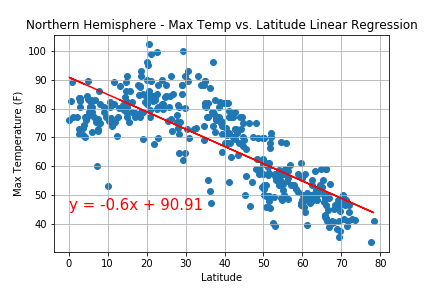 Northern Hemisphere - Max Temp vs. Latitude Linear Regression
Max Temperature (F)
100
90
80
70
60
50
40
y = -0.6x + 90.91
0 10 20 30 40 50 60 70 80
Latitude